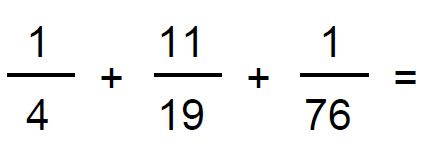 1/4 + 11/19 + 1/76 =